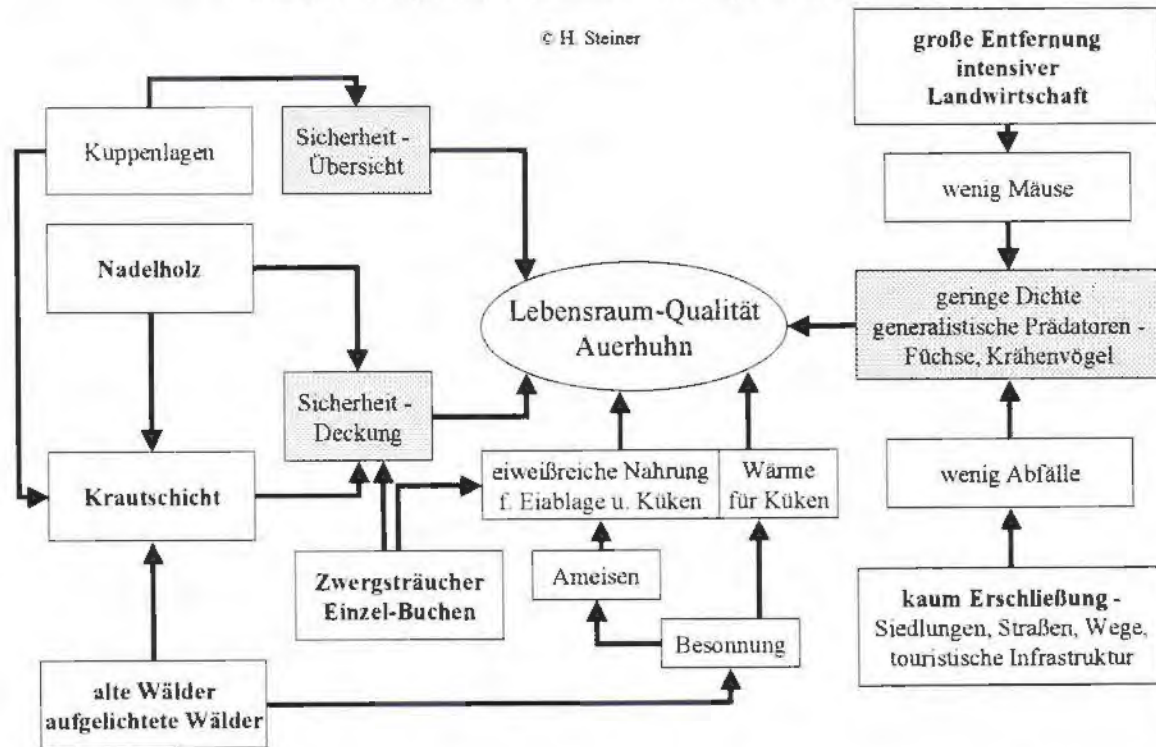 © H. Steiner
große Entfernung
intensiver
Landwirtschaft
Kuppenlagen
Sicherheit -
Übersicht
wenig Mäuse
Nadelholz
Lebensraum-Qualität
Auerhuhn
geringe Dichte
generalistische Prädatoren -
Füchse, Krähenvögel
Sicherheit -
Deckung
Krautschicht
eiweißreiche Nahrung
f. Eiablage u. Küken
Wärme
für Küken
wenig Abfälle
Zwergsträucher
Einzel-Buchen
Ameisen
Besonnung
kaum Erschließung -
Siedlungen, Straßen, Wege,
touristische Infrastruktur
alte Wälder
aufgelichtete Wälder